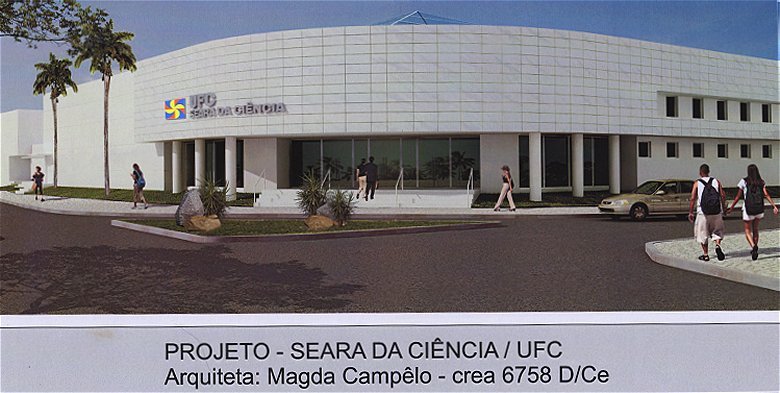 UFC
SEARA DA CIÊNCIA
PROJETO - SEARA DA CIÊNCIA / UFC
Arquiteta: Magda Campêlo - crea 6758 D/Ce